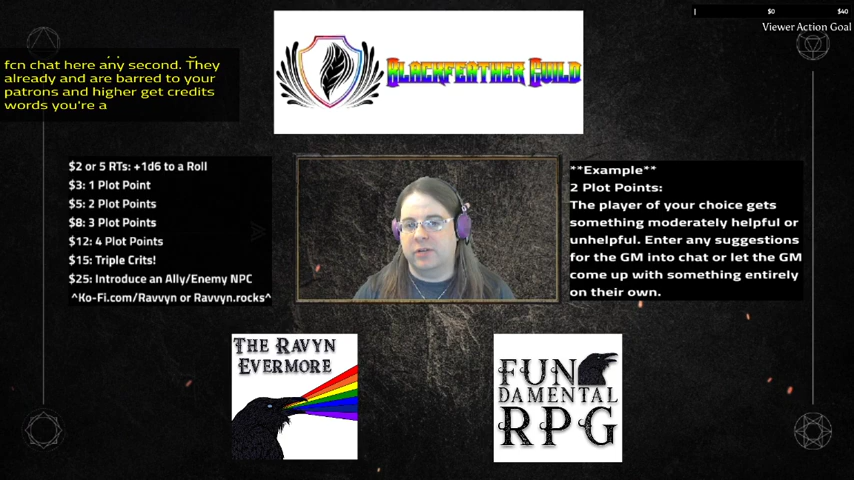 $0
$40
Viewer Action Goal
fcn chat here any second. They
already and are barred to your
patrons and higher get credits
words you're a
Blackfeather Guild
$2 or 5 RTs: +1d6 to a Roll
$3: 1 Plot Point
$5: 2 Plot Points
$8: 3 Plot Points
$12: 4 Plot Points
$15: Triple Crits!
$25: Introduce an Ally/Enemy NPC
^Ko-Fi.com/Ravvyn or Ravvyn.rocks^
**Example**
2 Plot Points:
The player of your choice gets
something moderately helpful or
unhelpful. Enter any suggestions
for the GM into chat or let the GM
come up with something entirely
on their own.
The Ravyn
Evermore
FUN
DAMENTAL
RPG